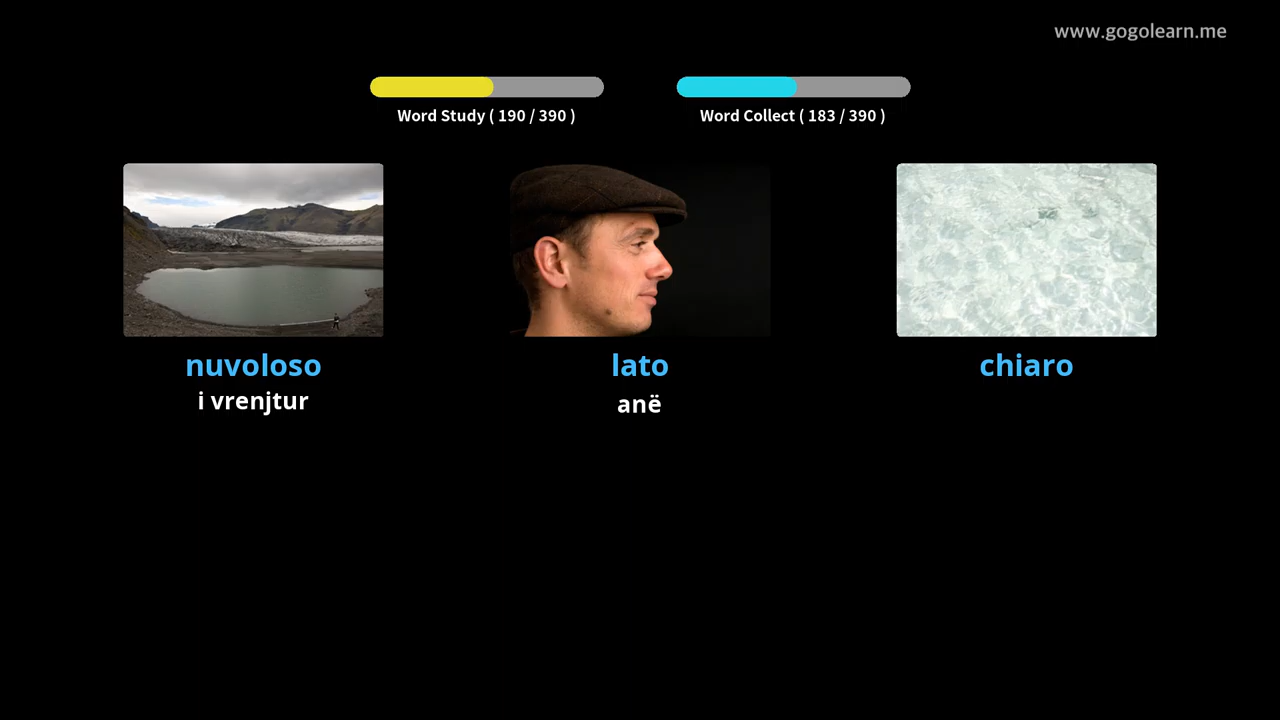 www.gogolearn.me
Word Study ( 190 / 390 )
Word Collect ( 183 / 390 )
nuvoloso
i vrenjtur
lato
anë
chiaro